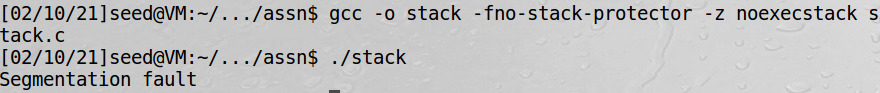 [02/10/21]seed@VM:~/.../assn$ gcc -o stack -fno-stack-protector -z noexecstack s
tack.c
[02/10/21]seed@VM:~/.../assn$ ./stack
Segmentation fault